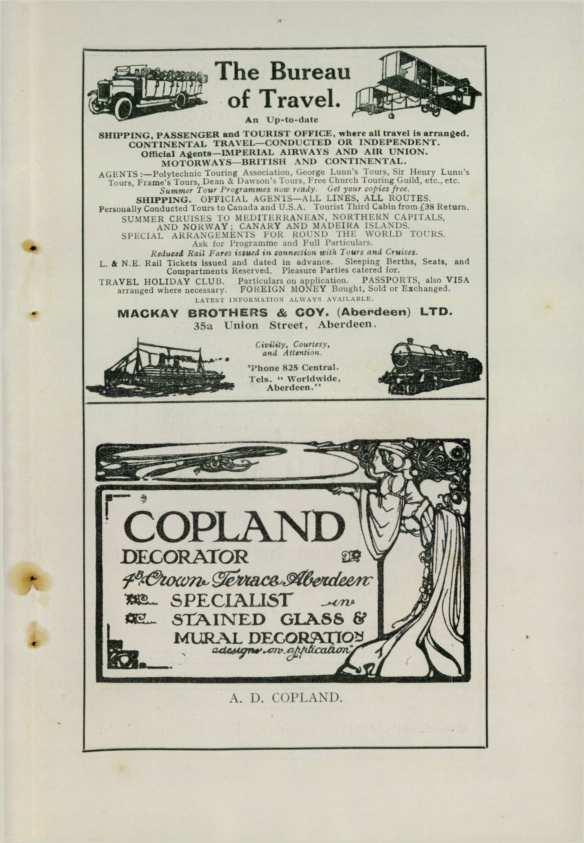 The Bureau
of Travel.
An Up-to-date
SHIPPING, PASSENGER and TOURIST OFFICE, where all travel is arranged.
CONTINENTAL TRAVEL—CONDUCTED OR INDEPENDENT.
Official Agents—IMPERIAL AIRWAYS AND AIR UNION.
MOTORWAYS—BRITISH AND CONTINENTAL.
AGENTS:—Polytechnic Touring Association, George Lunn's Tours, Sir Henry Lunn's
Tours, Frame's Tours, Dean & Dawson's Tours, Free Church Touring Guild, etc., etc.
Summer Tour Programmes now ready. Get your copies free.
SHIPPING. OFFICIAL AGENTS—ALL LINES, ALL ROUTES.
Personally Conducted Tours to Canada and U.S.A. Tourist Third Cabin from £38 Return.
SUMMER CRUISES TO MEDITERRANEAN, NORTHERN CAPITALS,
AND NORWAY; CANARY AND MADEIRA ISLANDS.
SPECIAL ARRANGEMENTS FOR ROUND THE WORLD TOURS.
Ask for Programme and Full Particulars.
Reduced Rail Fares issued in connection with Tours and Cruises.
L. & N.E. Rail Tickets issued and dated in advance. Sleeping Berths, Seats, and
Compartments Reserved. Pleasure Parties catered for.
TRAVEL HOLIDAY CLUB. Particulars on application. PASSPORTS, also VISA
arranged where necessary. FOREIGN MONEY Bought, Sold or Exchanged.
LATEST INFORMATION ALWAYS AVAILABLE.
MACKAY BROTHERS & COY. (Aberdeen) LTD.
35a Union Street, Aberdeen.
Civility, Courtesy,
and Attention.
'Phone 825 Central.
Tels. "Worldwide,
Aberdeen."
COPLAND
DECORATOR
4B Crown Terrace Aberdeen
SPECIALIST in
STAINED GLASS &
MURAL DECORATION
designs on application
A. D. COPLAND.